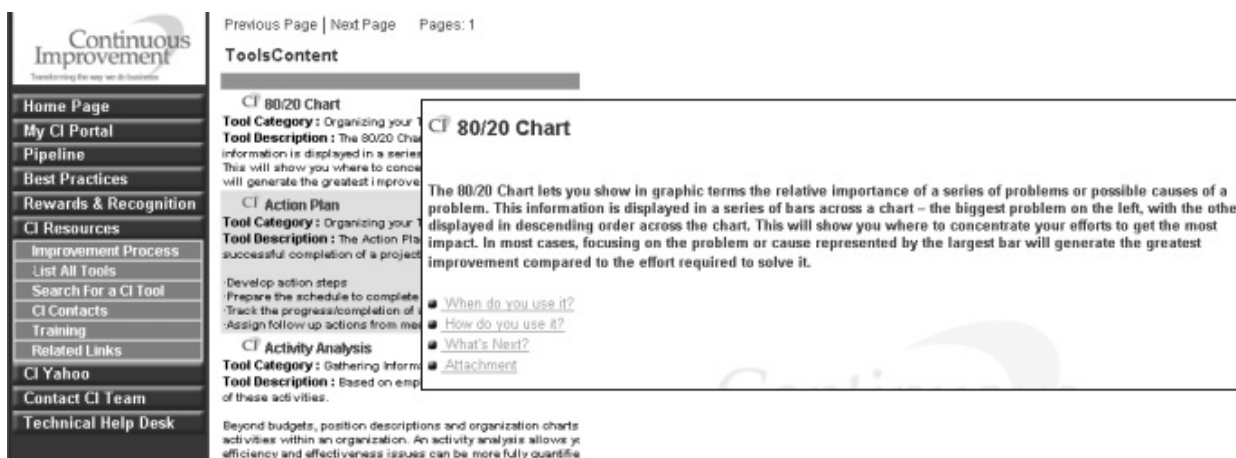 Continuous
Improvement
Transforming the way we do business
Home Page
My CI Portal
Pipeline
Best Practices
Rewards & Recognition
CI Resources
Improvement Process
List All Tools
Search For a CI Tool
CI Contacts
Training
Related Links
CI Yahoo
Contact CI Team
Technical Help Desk
Previous Page | Next Page Pages: 1
ToolsContent
CI 80/20 Chart
Tool Category : Organizing your
Tool Description : The 80/20 Cha
information is displayed in a series
This will show you where to conce
will generate the greatest improve
CI Action Plan
Tool Category : Organizing your
Tool Description : The Action Pla
successful completion of a project
·Develop action steps
·Prepare the schedule to complete
·Track the progress/completion of
·Assign follow up actions from mee
CI Activity Analysis
Tool Category : Gathering Inform
Tool Description : Based on emp
of these activities.
Beyond budgets, position descriptions and organization charts
activities within an organization. An activity analysis allows yo
efficiency and effectiveness issues can be more fully quantifie
CI 80/20 Chart
The 80/20 Chart lets you show in graphic terms the relative importance of a series of problems or possible causes of a
problem. This information is displayed in a series of bars across a chart – the biggest problem on the left, with the othe
displayed in descending order across the chart. This will show you where to concentrate your efforts to get the most
impact. In most cases, focusing on the problem or cause represented by the largest bar will generate the greatest
improvement compared to the effort required to solve it.
When do you use it?
How do you use it?
What's Next?
Attachment